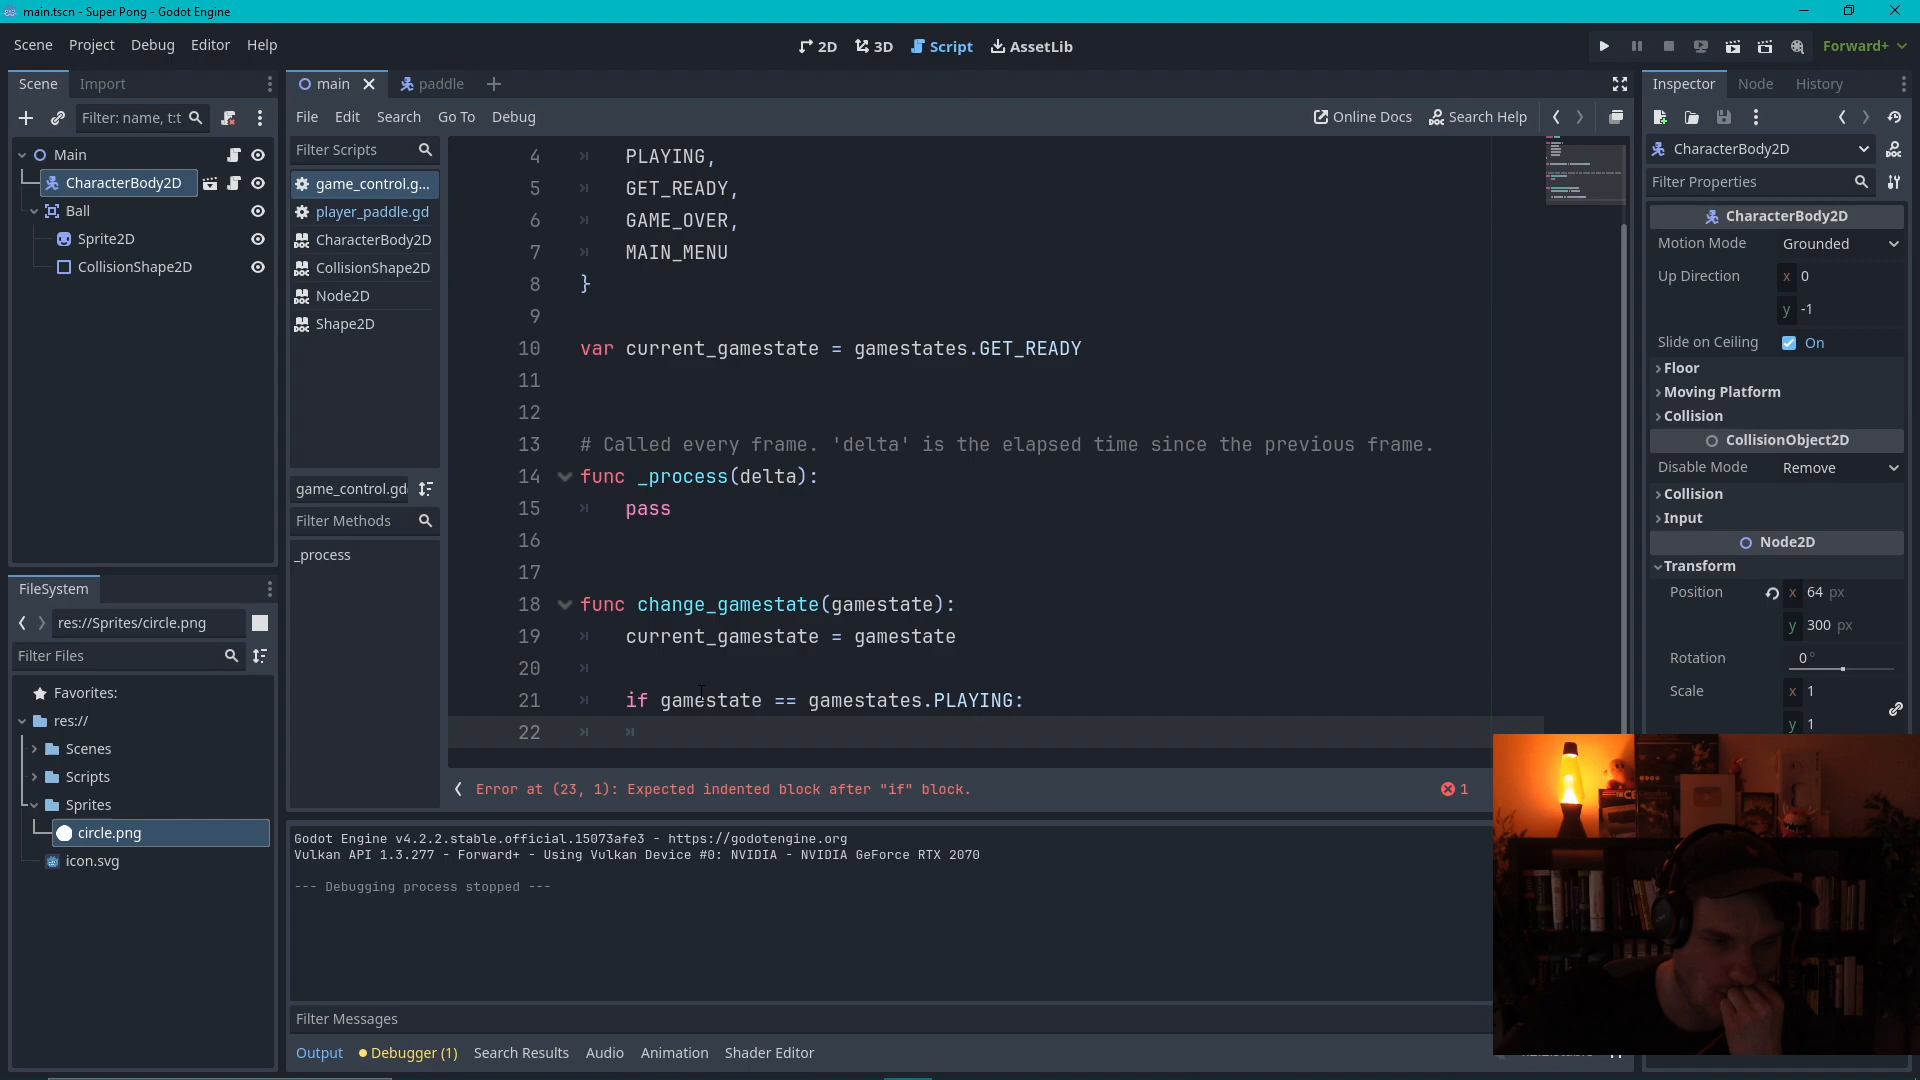 main.tscn - Super Pong - Godot Engine
Scene Project Debug Editor Help
2D 3D Script AssetLib
Forward+
Scene Import
Filter: name, t:t
Main
CharacterBody2D
Ball
Sprite2D
CollisionShape2D
FileSystem
res://Sprites/circle.png
Filter Files
Favorites:
res://
Scenes
Scripts
Sprites
circle.png
icon.svg
main paddle
File Edit Search Go To Debug
Online Docs Search Help
Filter Scripts
game_control.g...
player_paddle.gd
CharacterBody2D
CollisionShape2D
Node2D
Shape2D
game_control.gd
Filter Methods
_process
4 PLAYING,
5 GET_READY,
6 GAME_OVER,
7 MAIN_MENU
8 }
9
10 var current_gamestate = gamestates.GET_READY
11
12
13 # Called every frame. 'delta' is the elapsed time since the previous frame.
14 func _process(delta):
15 pass
16
17
18 func change_gamestate(gamestate):
19 current_gamestate = gamestate
20
21 if gamestate == gamestates.PLAYING:
22
Error at (23, 1): Expected indented block after "if" block.
1
Godot Engine v4.2.2.stable.official.15073afe3 - https://godotengine.org
Vulkan API 1.3.277 - Forward+ - Using Vulkan Device #0: NVIDIA - NVIDIA GeForce RTX 2070
--- Debugging process stopped ---
Filter Messages
Output Debugger (1) Search Results Audio Animation Shader Editor
Inspector Node History
CharacterBody2D
Filter Properties
CharacterBody2D
Motion Mode Grounded
Up Direction x 0
y -1
Slide on Ceiling On
Floor
Moving Platform
Collision
CollisionObject2D
Disable Mode Remove
Collision
Input
Node2D
Transform
Position x 64 px
y 300 px
Rotation 0 °
Scale x 1
y 1